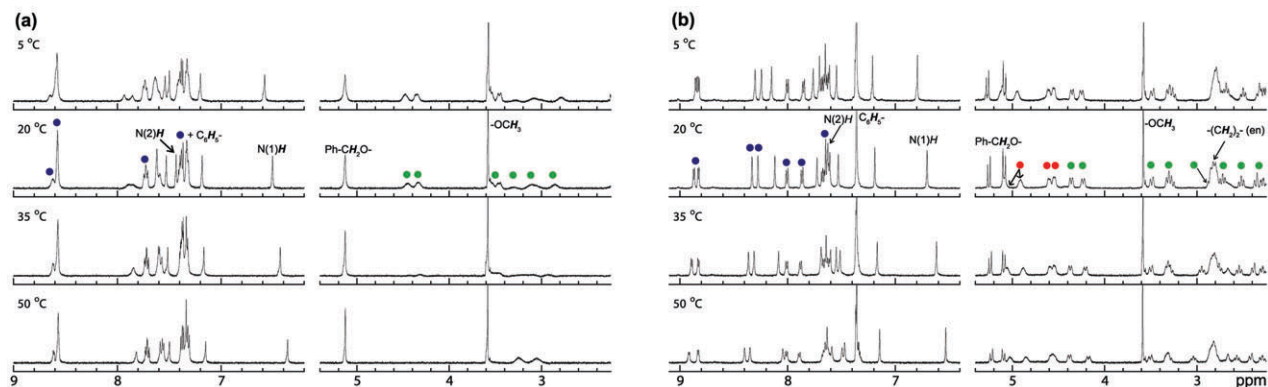 (a)
5 °C
20 °C
N(2)H
+ C₆H₅-
N(1)H
Ph-CH₂O-
-OCH₃
35 °C
50 °C
9 8 7 5 4 3
(b)
5 °C
20 °C
N(2)H
C₆H₅-
N(1)H
Ph-CH₂O-
-OCH₃
-(CH₂)₂- (en)
35 °C
50 °C
9 8 7 5 4 3 ppm